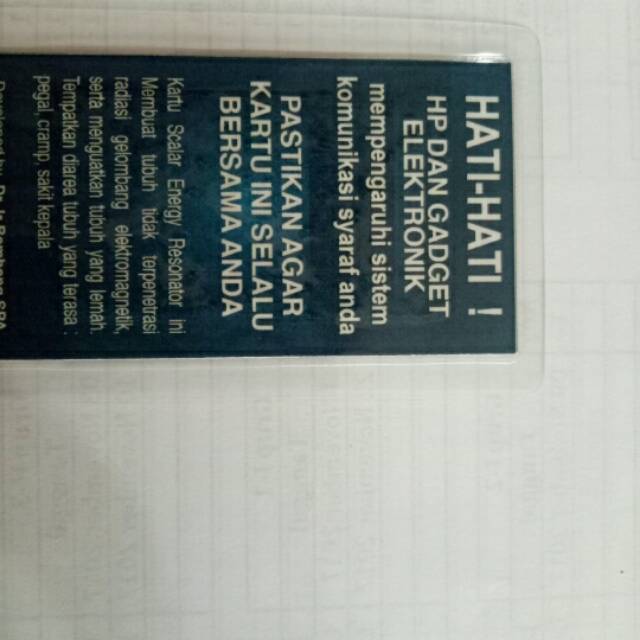 HATI-HATI !
HP DAN GADGET
ELEKTRONIK
mempengaruhi sistem
komunikasi syaraf anda
PASTIKAN AGAR
KARTU INI SELALU
BERSAMA ANDA
Kartu Scalar Energy Resonator ini
Membuat tubuh tidak terpenetrasi
radiasi gelombang elektromagnetik
serta menguatkan tubuh yang lemah.
Tempelkan diarea tubuh yang terasa :
pegal, cramp, sakit kepala